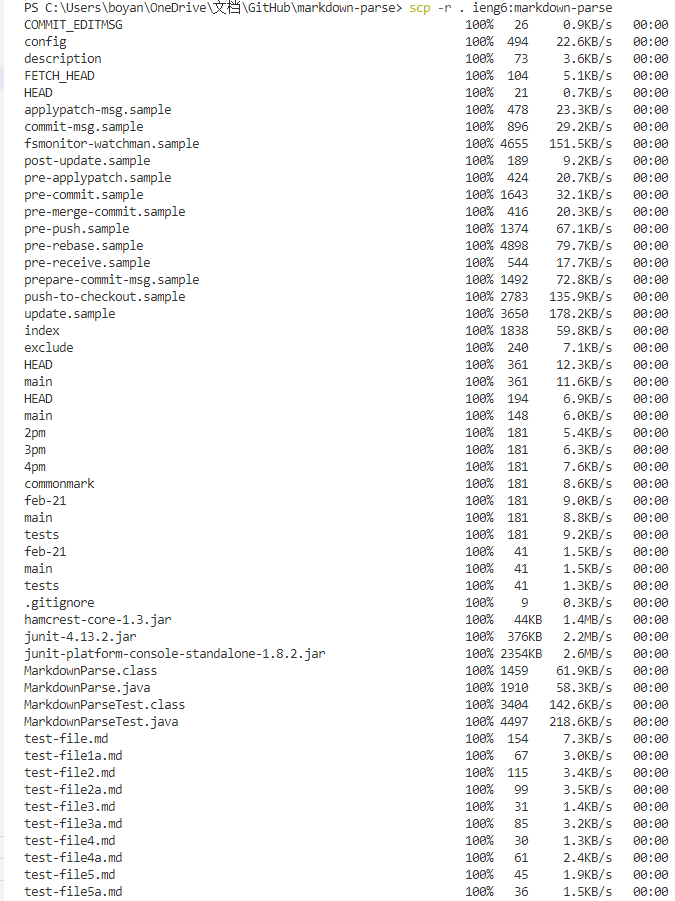 PS C:\Users\boyan\OneDrive\文档\GitHub\markdown-parse> scp -r . ieng6:markdown-parse
COMMIT_EDITMSG 100% 26 0.9KB/s 00:00
config 100% 494 22.6KB/s 00:00
description 100% 73 3.6KB/s 00:00
FETCH_HEAD 100% 104 5.1KB/s 00:00
HEAD 100% 21 0.7KB/s 00:00
applypatch-msg.sample 100% 478 23.3KB/s 00:00
commit-msg.sample 100% 896 29.2KB/s 00:00
fsmonitor-watchman.sample 100% 4655 151.5KB/s 00:00
post-update.sample 100% 189 9.2KB/s 00:00
pre-applypatch.sample 100% 424 20.7KB/s 00:00
pre-commit.sample 100% 1643 32.1KB/s 00:00
pre-merge-commit.sample 100% 416 20.3KB/s 00:00
pre-push.sample 100% 1374 67.1KB/s 00:00
pre-rebase.sample 100% 4898 79.7KB/s 00:00
pre-receive.sample 100% 544 17.7KB/s 00:00
prepare-commit-msg.sample 100% 1492 72.8KB/s 00:00
push-to-checkout.sample 100% 2783 135.9KB/s 00:00
update.sample 100% 3650 178.2KB/s 00:00
index 100% 1838 59.8KB/s 00:00
exclude 100% 240 7.1KB/s 00:00
HEAD 100% 361 12.3KB/s 00:00
main 100% 361 11.6KB/s 00:00
HEAD 100% 194 6.9KB/s 00:00
main 100% 148 6.0KB/s 00:00
2pm 100% 181 5.4KB/s 00:00
3pm 100% 181 6.3KB/s 00:00
4pm 100% 181 7.6KB/s 00:00
commonmark 100% 181 8.6KB/s 00:00
feb-21 100% 181 9.0KB/s 00:00
main 100% 181 8.8KB/s 00:00
tests 100% 181 9.2KB/s 00:00
feb-21 100% 41 1.5KB/s 00:00
main 100% 41 1.5KB/s 00:00
tests 100% 41 1.3KB/s 00:00
.gitignore 100% 9 0.3KB/s 00:00
hamcrest-core-1.3.jar 100% 44KB 1.4MB/s 00:00
junit-4.13.2.jar 100% 376KB 2.2MB/s 00:00
junit-platform-console-standalone-1.8.2.jar 100% 2354KB 2.6MB/s 00:00
MarkdownParse.class 100% 1459 61.9KB/s 00:00
MarkdownParse.java 100% 1910 58.3KB/s 00:00
MarkdownParseTest.class 100% 3404 142.6KB/s 00:00
MarkdownParseTest.java 100% 4497 218.6KB/s 00:00
test-file.md 100% 154 7.3KB/s 00:00
test-file1a.md 100% 67 3.0KB/s 00:00
test-file2.md 100% 115 3.4KB/s 00:00
test-file2a.md 100% 99 3.5KB/s 00:00
test-file3.md 100% 31 1.4KB/s 00:00
test-file3a.md 100% 85 3.2KB/s 00:00
test-file4.md 100% 30 1.3KB/s 00:00
test-file4a.md 100% 61 2.4KB/s 00:00
test-file5.md 100% 45 1.9KB/s 00:00
test-file5a.md 100% 36 1.5KB/s 00:00